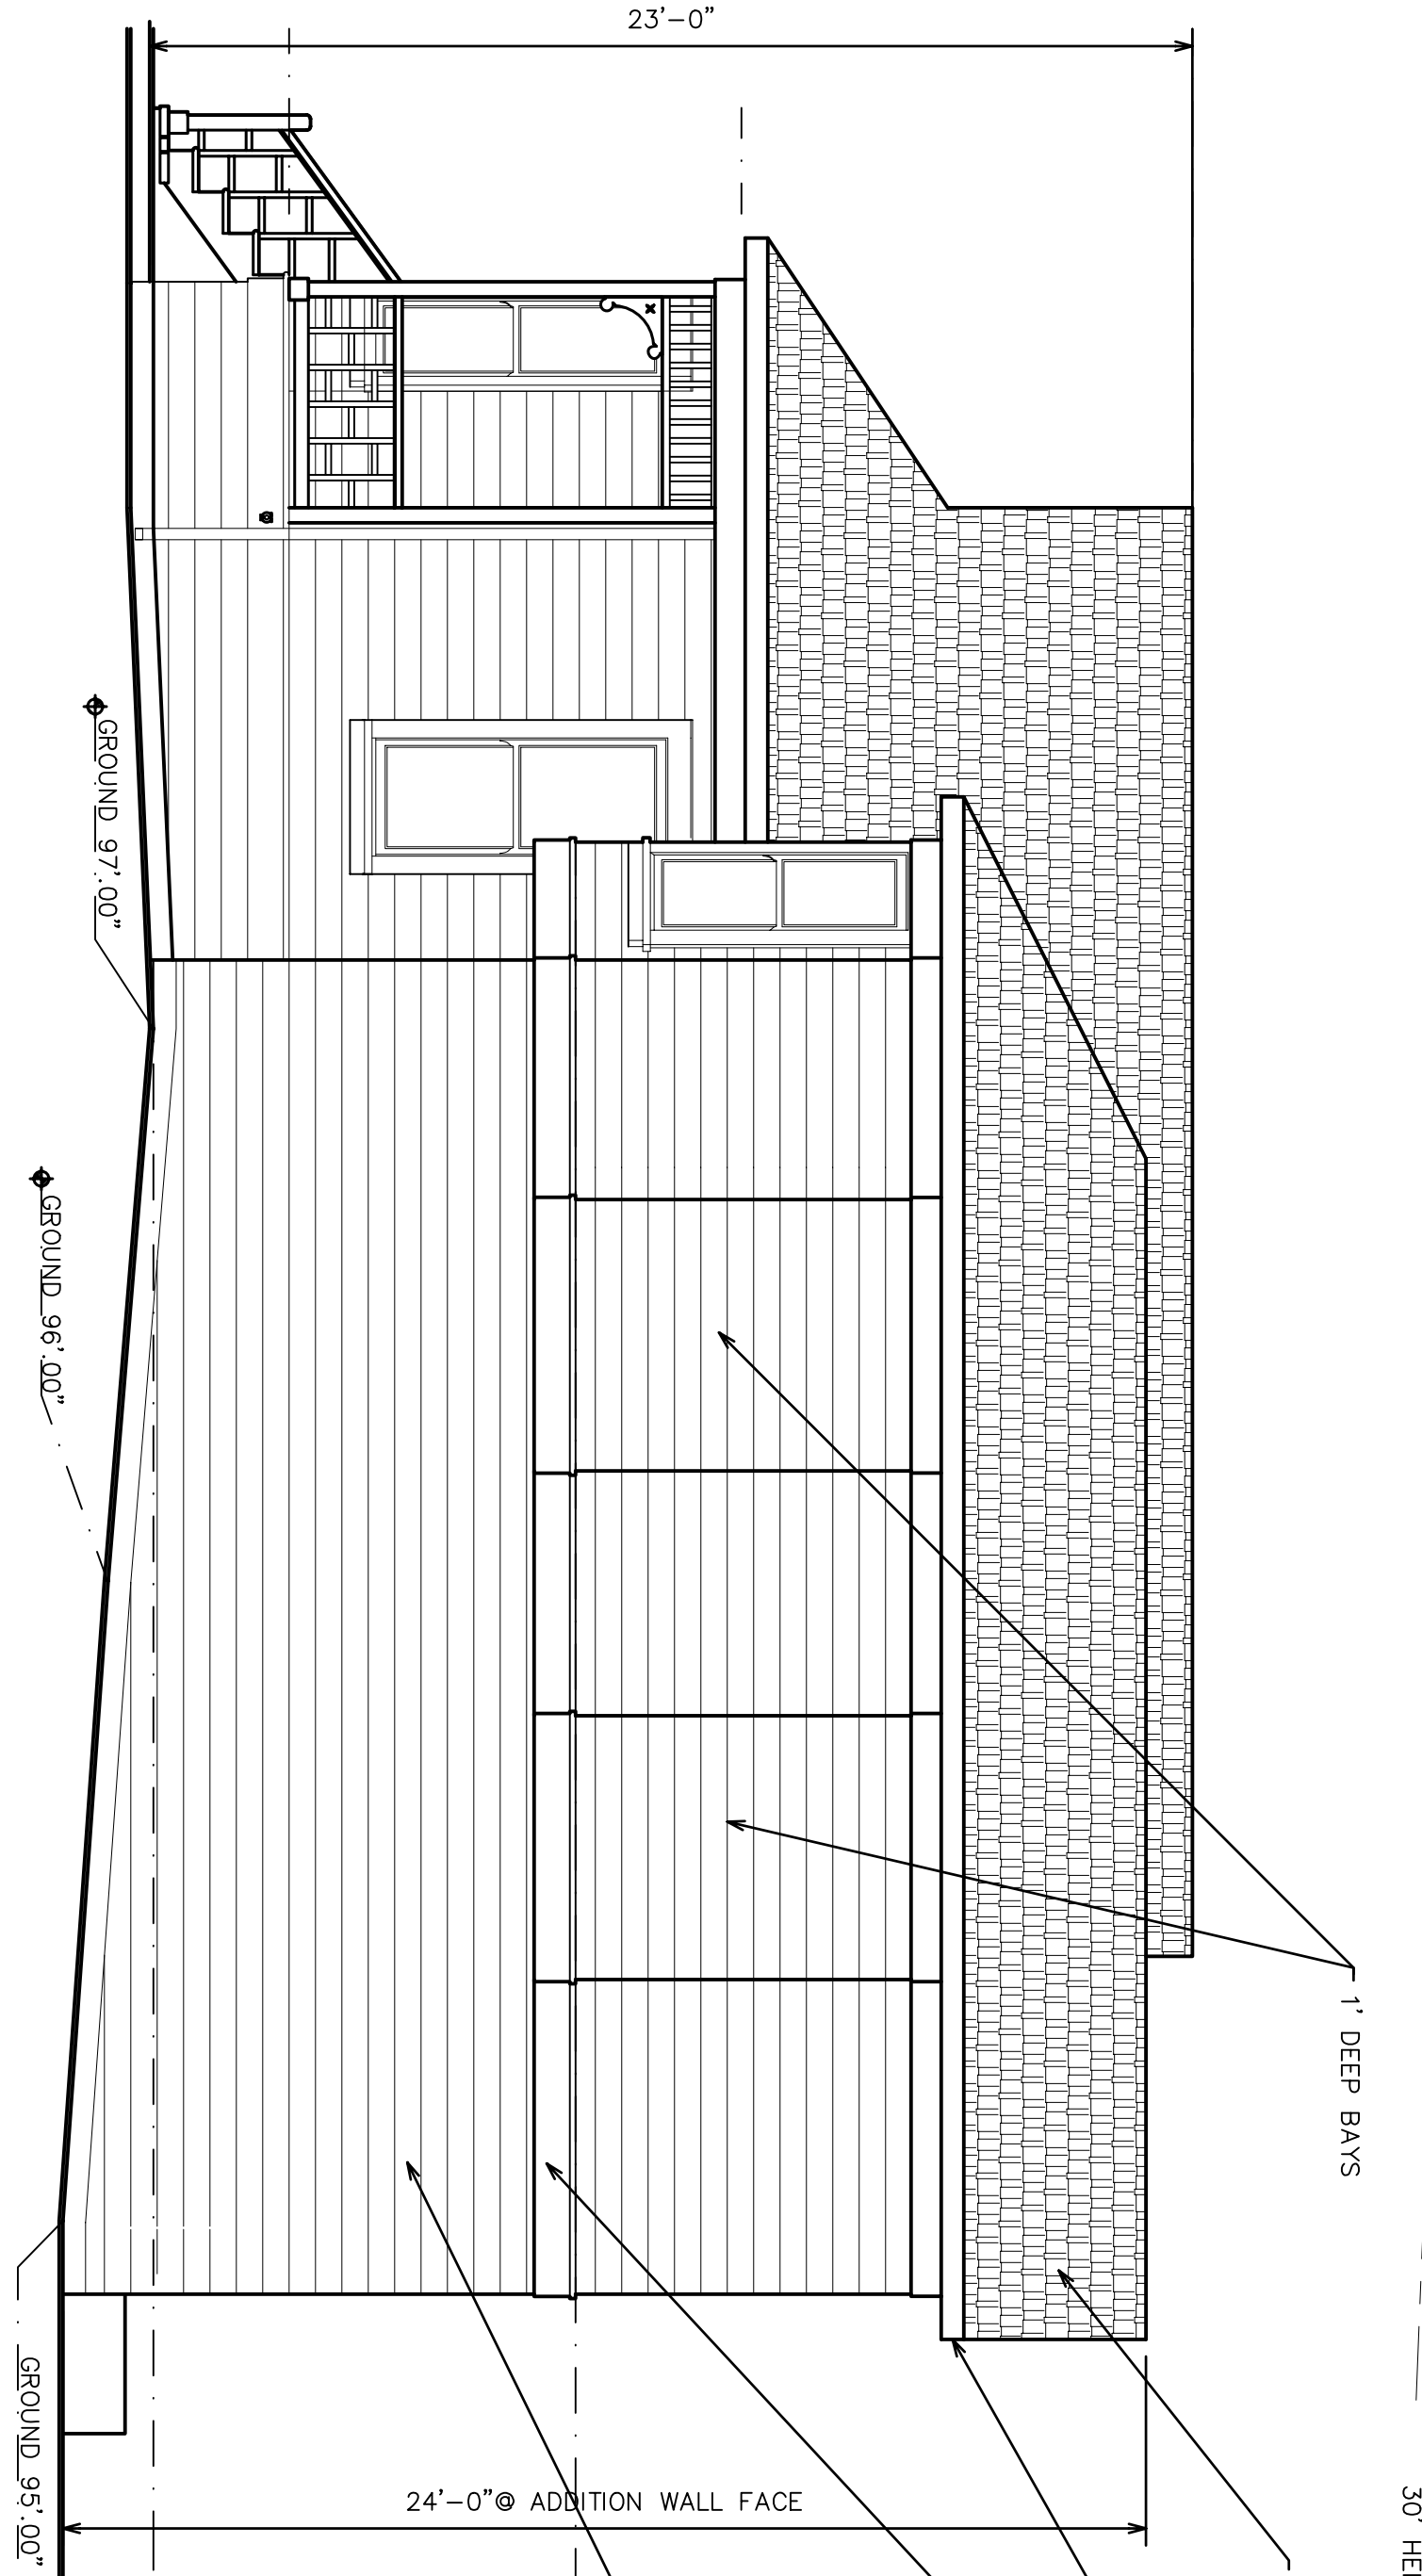 23'-0"
GROUND 97'.00"
GROUND 96'.00"
1' DEEP BAYS
GROUND 95'.00"
24'-0"@ ADDITION WALL FACE
30'